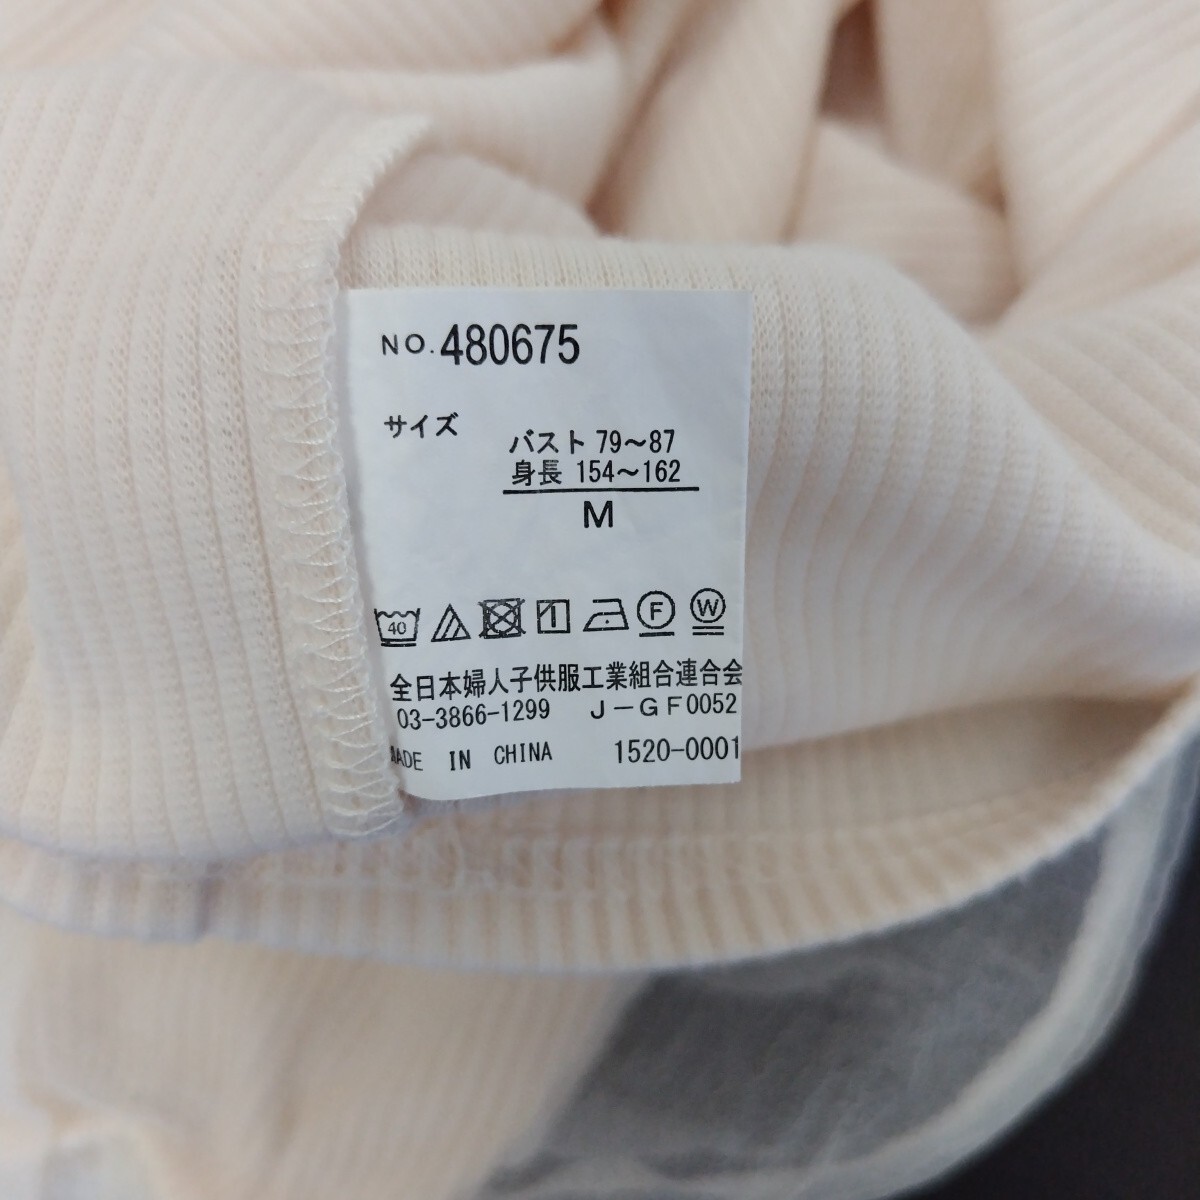 NO.480675
サイズ
バスト 79～87
身長 154～162
M
40
F W
全日本婦人子供服工業組合連合会
03-3866-1299 J-GF0052
MADE IN CHINA 1520-0001